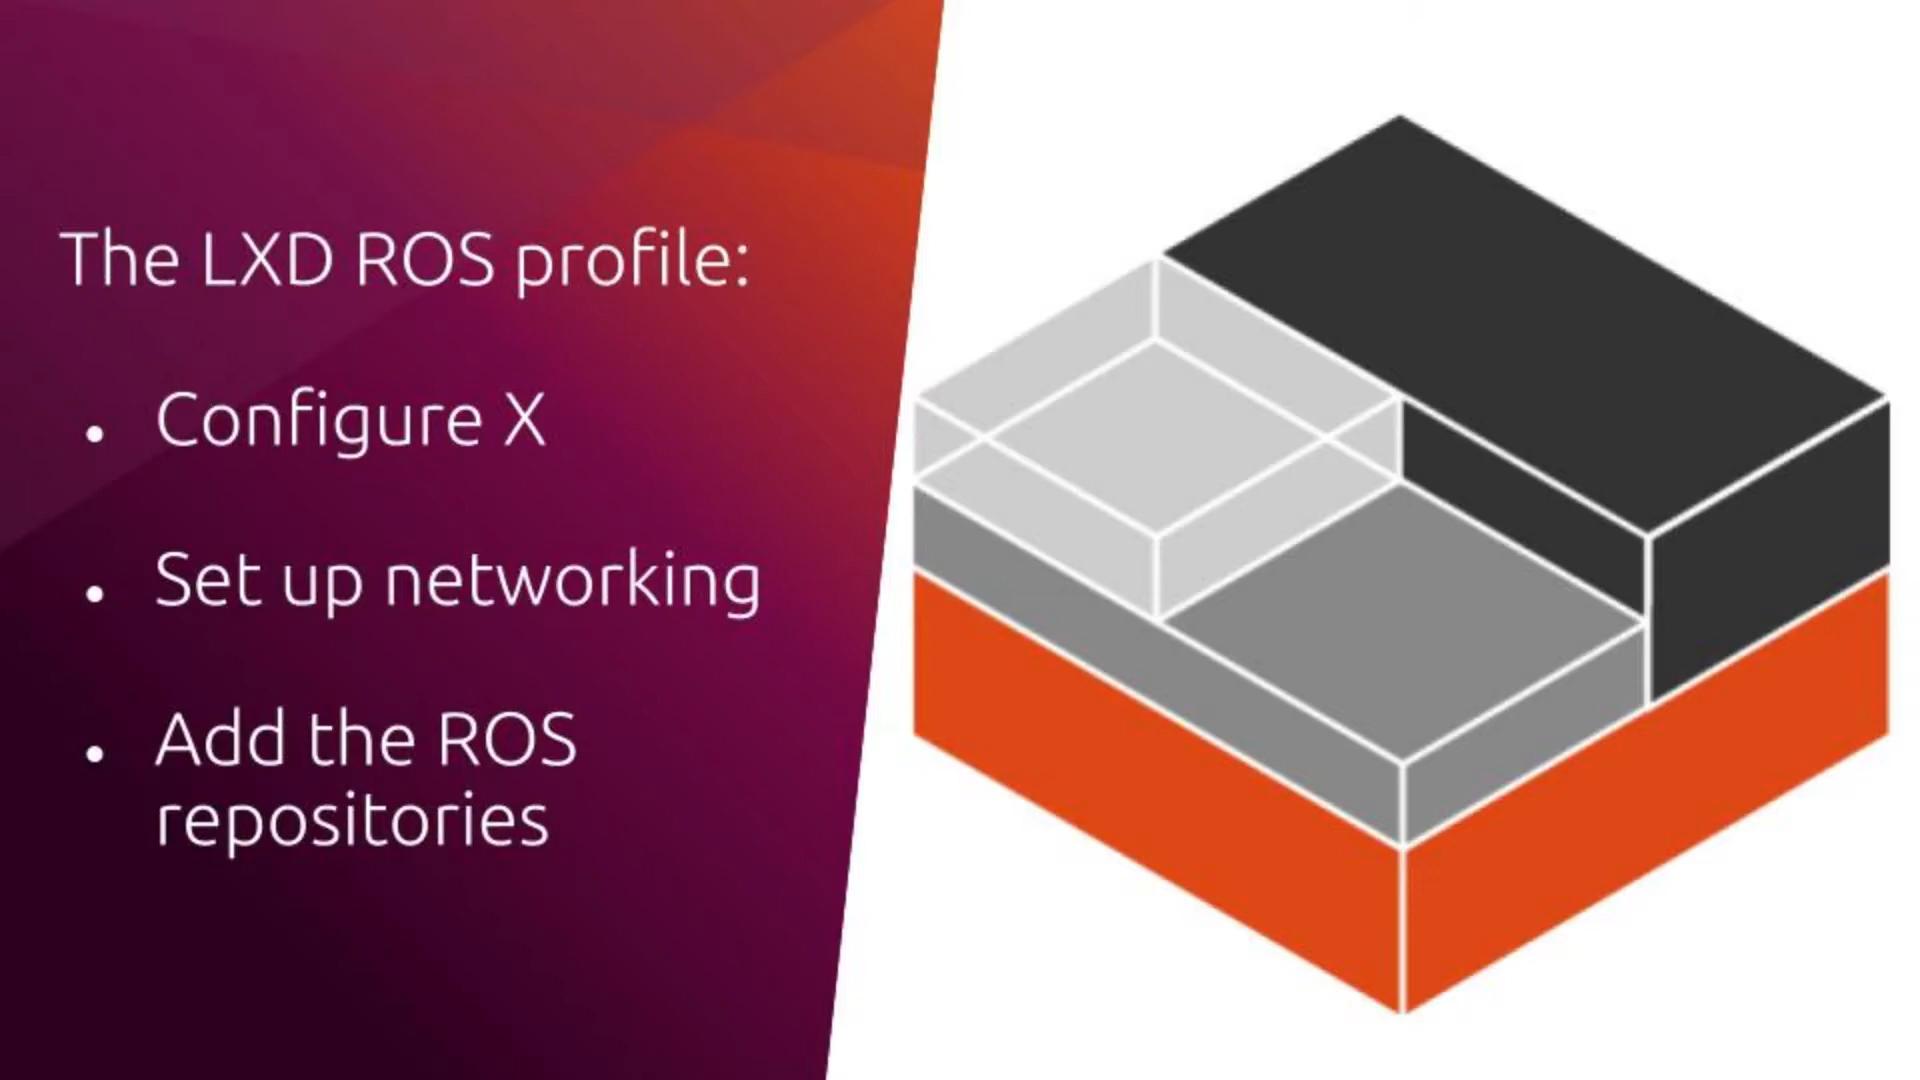 The LXD ROS profile:
• Configure X
• Set up networking
• Add the ROS
repositories